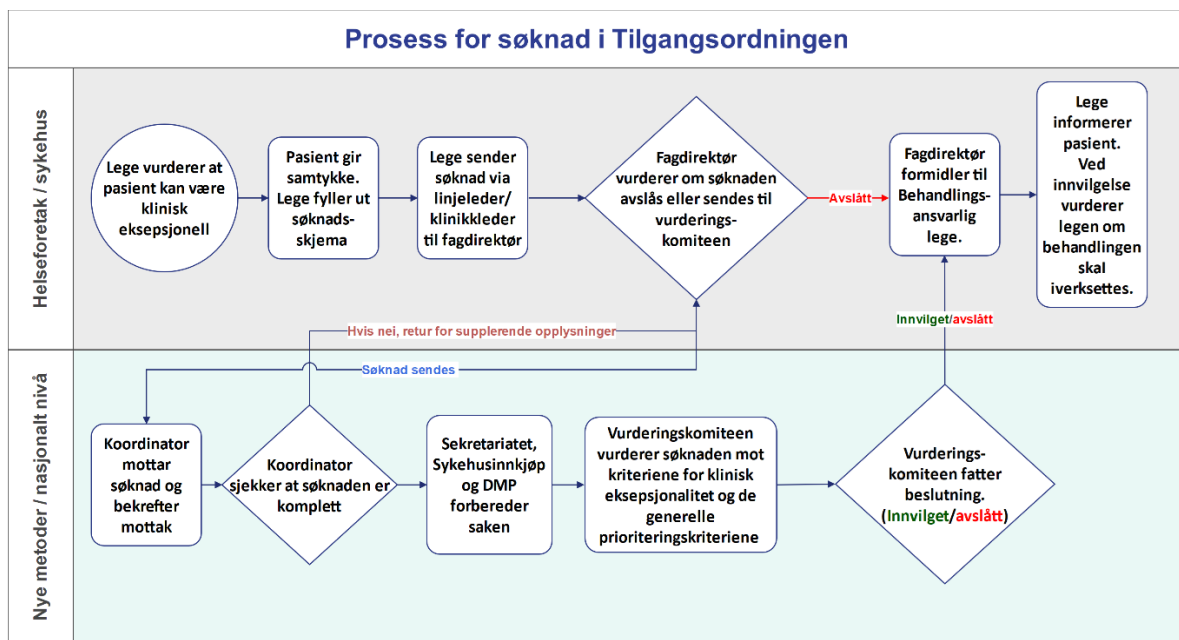 Prosess for søknad i Tilgangsordningen
Helseforetak / sykehus
Lege vurderer at
pasient kan være
klinisk
eksepsjonell
Pasient gir
samtykke.
Lege fyller ut
søknads-
skjema
Lege sender
søknad via
linjeleder/
klinikkleder
til fagdirektør
Fagdirektør
vurderer om søknaden
avslås eller sendes til
vurderings-
komiteen
Avslått
Fagdirektør
formidler til
Behandlings-
ansvarlig
lege.
Lege
informerer
pasient.
Ved
innvilgelse
vurderer
legen om
behandlingen
skal
iverksettes.
Innvilget/avslått
Hvis nei, retur for supplerende opplysninger
Søknad sendes
Nye metoder / nasjonalt nivå
Koordinator
mottar
søknad og
bekrefter
mottak
Koordinator
sjekker at søknaden er
komplett
Sekretariatet,
Sykehusinnkjøp
og DMP
forbereder
saken
Vurderingskomiteen
vurderer søknaden mot
kriteriene for klinisk
eksepsjonalitet og de
generelle
prioriteringskriteriene
Vurderings-
komiteen fatter
beslutning.
(Innvilget/avslått)